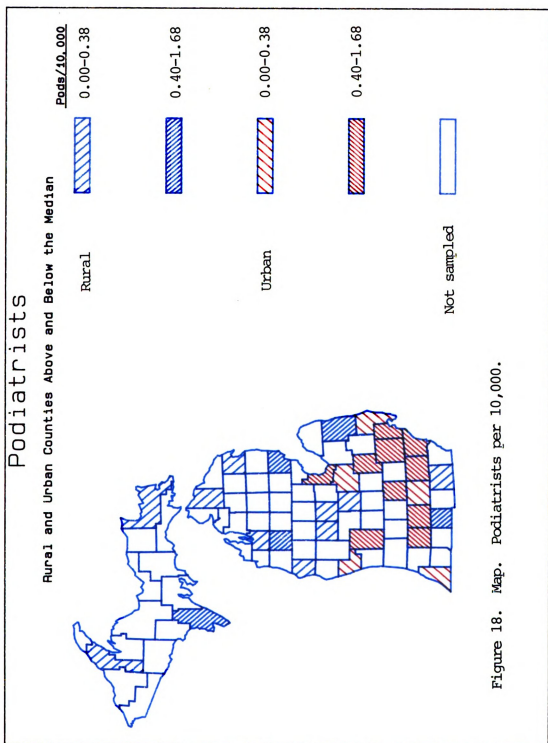 Podiatrists
Rural and Urban Counties Above and Below the Median
Pods/10,000
Rural
0.00-0.38
0.40-1.68
Urban
0.00-0.38
0.40-1.68
Not sampled
Figure 18. Map. Podiatrists per 10,000.